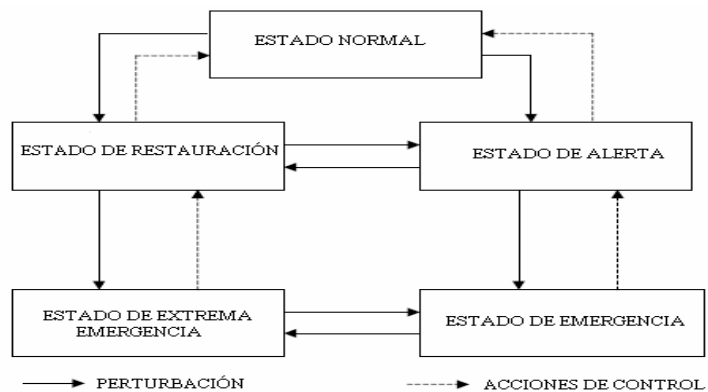 ESTADO NORMAL
ESTADO DE RESTAURACIÓN
ESTADO DE ALERTA
ESTADO DE EXTREMA
EMERGENCIA
ESTADO DE EMERGENCIA
PERTURBACIÓN
ACCIONES DE CONTROL